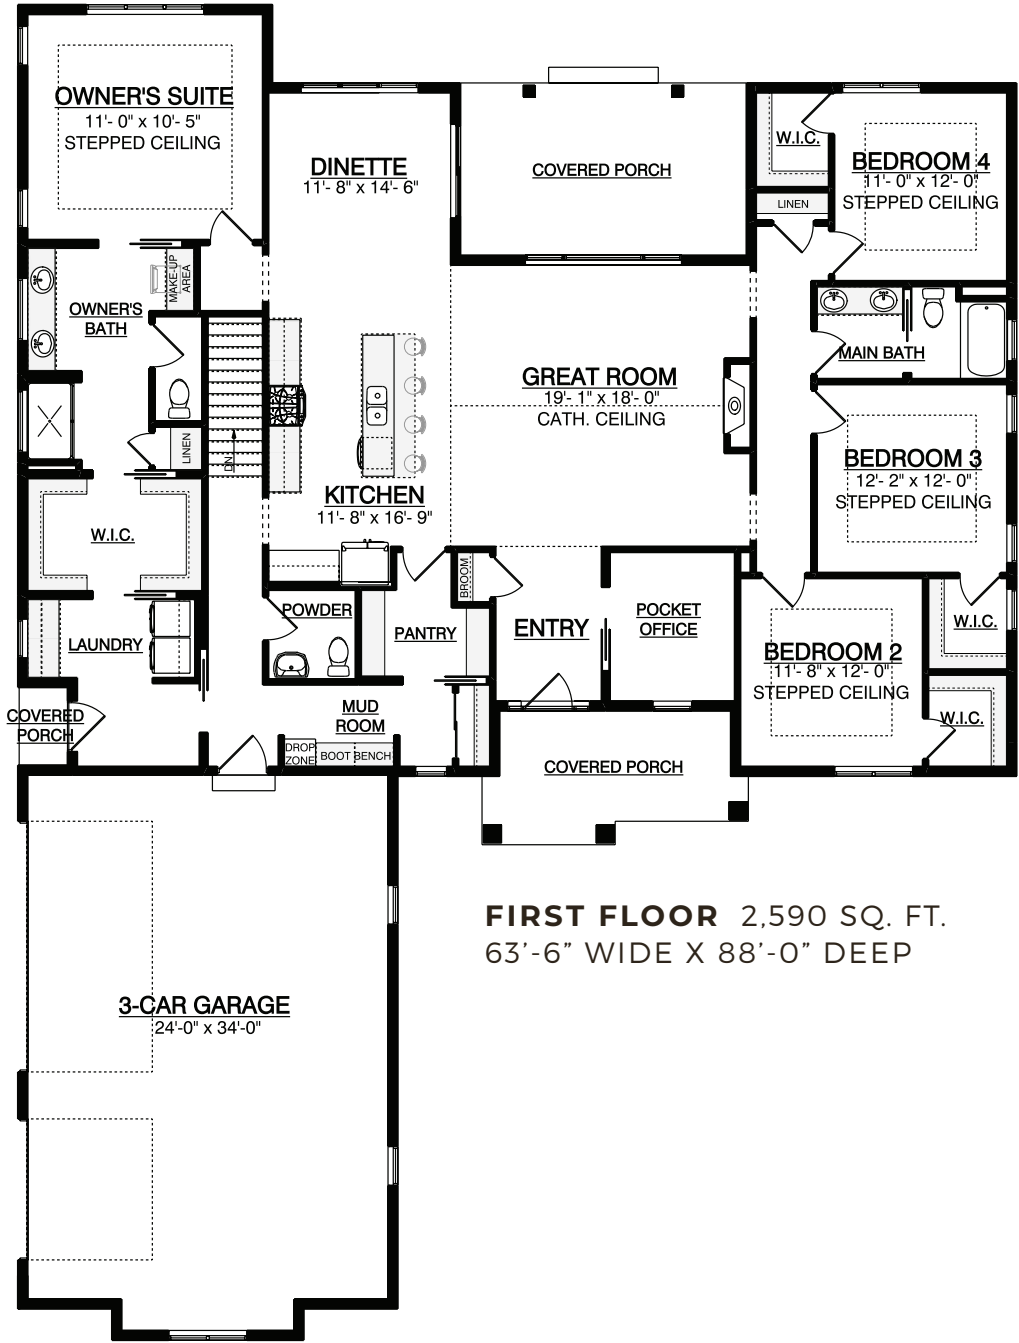 OWNER'S SUITE
11'- 0" x 10'- 5"
STEPPED CEILING
DINETTE
11'- 8" x 14'- 6"
COVERED PORCH
W.I.C.
BEDROOM 4
11'- 0" x 12'- 0"
STEPPED CEILING
LINEN
MAKE-UP
AREA
OWNER'S
BATH
MAIN BATH
GREAT ROOM
19'- 1" x 18'- 0"
CATH. CEILING
LINEN
DN.
BEDROOM 3
12'- 2" x 12'- 0"
STEPPED CEILING
KITCHEN
11'- 8" x 16'- 9"
W.I.C.
BROOM
POWDER
PANTRY
ENTRY
POCKET
OFFICE
W.I.C.
LAUNDRY
BEDROOM 2
11'- 8" x 12'- 0"
STEPPED CEILING
COVERED
PORCH
MUD
ROOM
W.I.C.
DROP
ZONE
BOOT BENCH
COVERED PORCH
FIRST FLOOR 2,590 SQ. FT.
63'-6” WIDE X 88'-0” DEEP
3-CAR GARAGE
24'-0" x 34'-0"